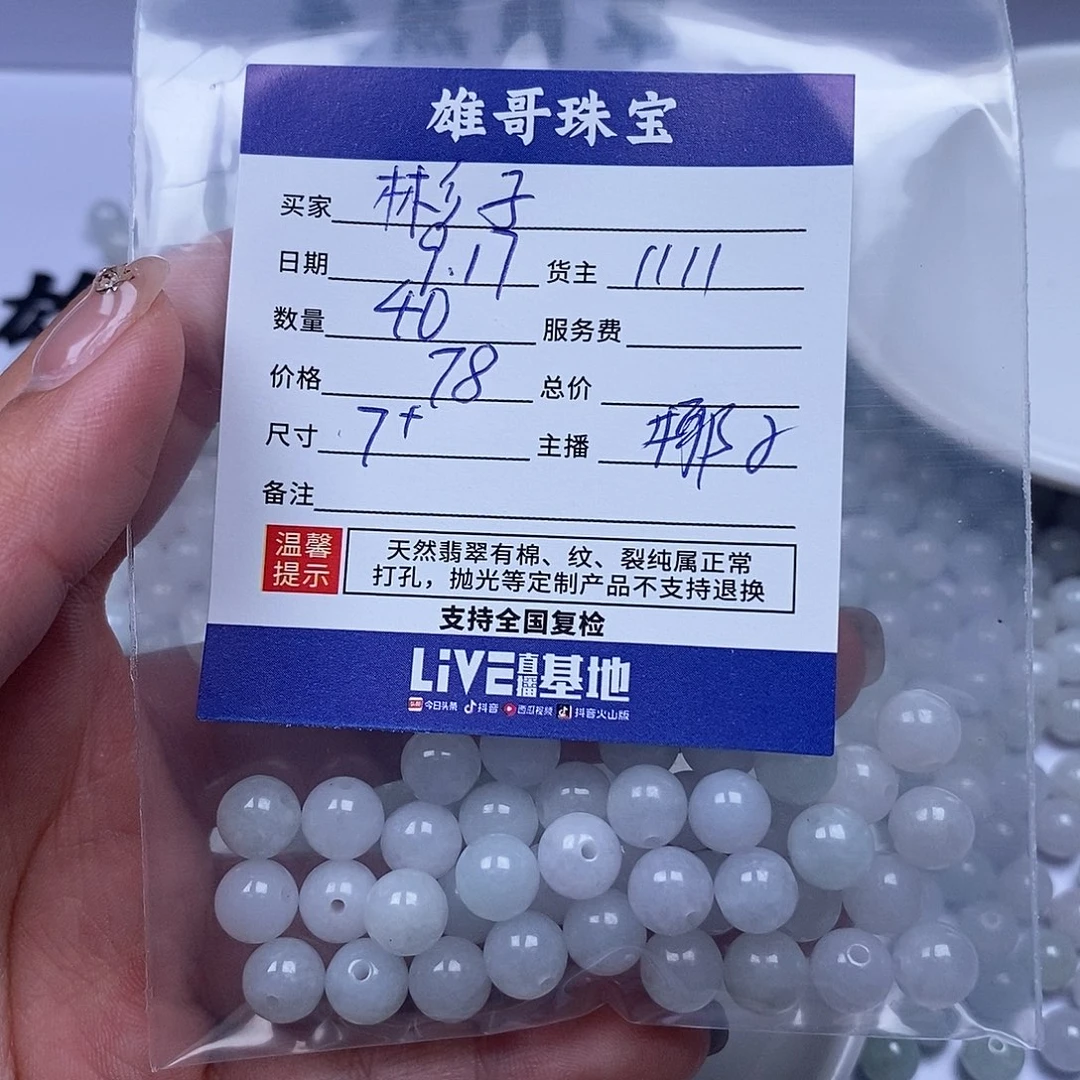 雄哥珠宝
买家 彬子
日期 9.17 货主 1111
数量 40 服务费
价格 78 总价
尺寸 7+ 主播 椰子
备注
温馨提示
天然翡翠有棉、纹、裂纯属正常
打孔，抛光等定制产品不支持退换
支持全国复检
LiVE直播基地
今日头条 抖音 西瓜视频 抖音火山版
雄